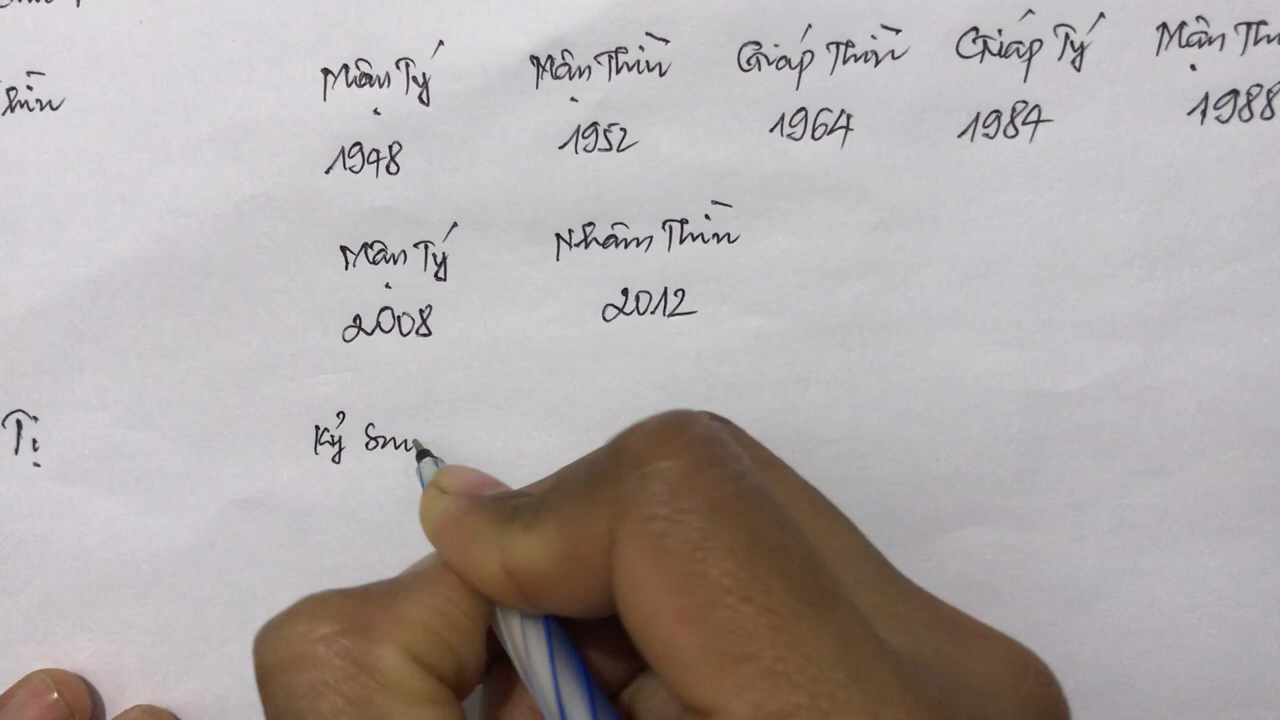 Mậu Tý Mậu Thìn Giáp Thìn Giáp Tý Mậu Th
Thìn
1948 1952 1964 1984 1988
Mậu Tý Nhâm Thìn
2008 2012
Tị Kỷ Sửu